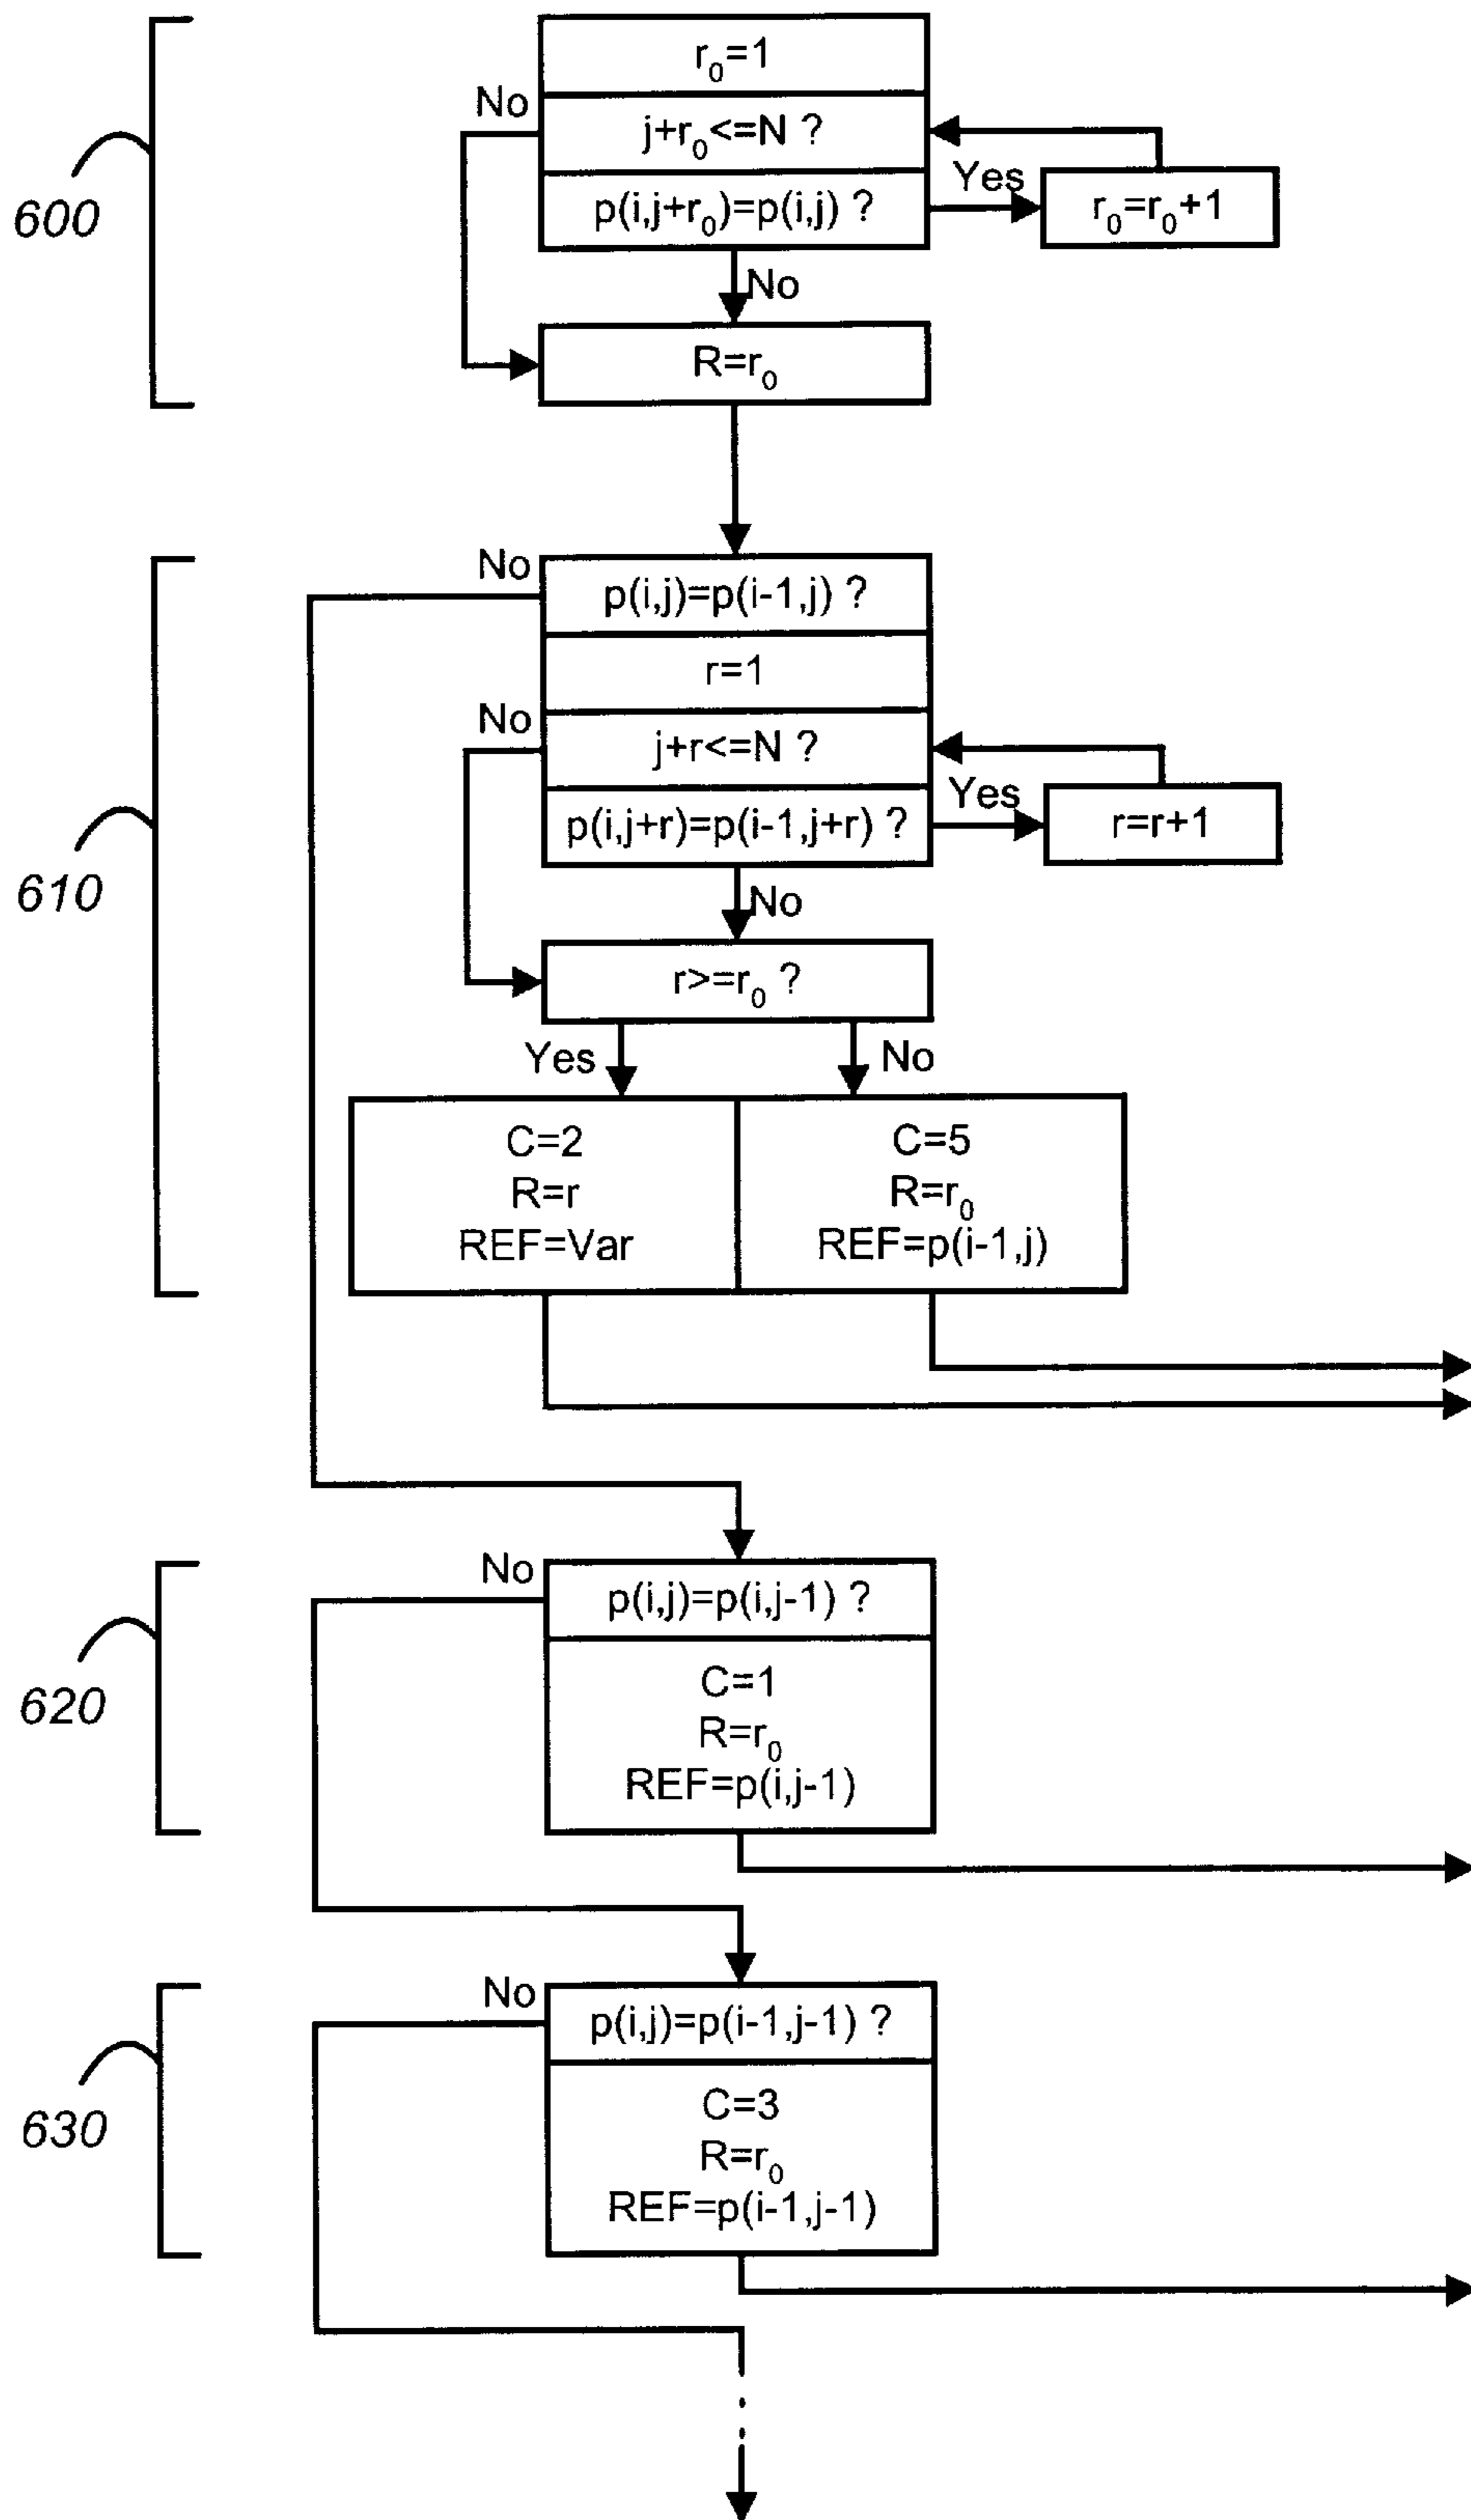 r₀=1
No
j+r₀<=N ?
Yes
p(i,j+r₀)=p(i,j) ?
r₀=r₀+1
600
No
R=r₀
No
p(i,j)=p(i-1,j) ?
r=1
No
j+r<=N ?
Yes
p(i,j+r)=p(i-1,j+r) ?
r=r+1
610
No
r>=r₀ ?
Yes
No
C=2
R=r
REF=Var
C=5
R=r₀
REF=p(i-1,j)
No
p(i,j)=p(i,j-1) ?
620
C=1
R=r₀
REF=p(i,j-1)
No
p(i,j)=p(i-1,j-1) ?
630
C=3
R=r₀
REF=p(i-1,j-1)